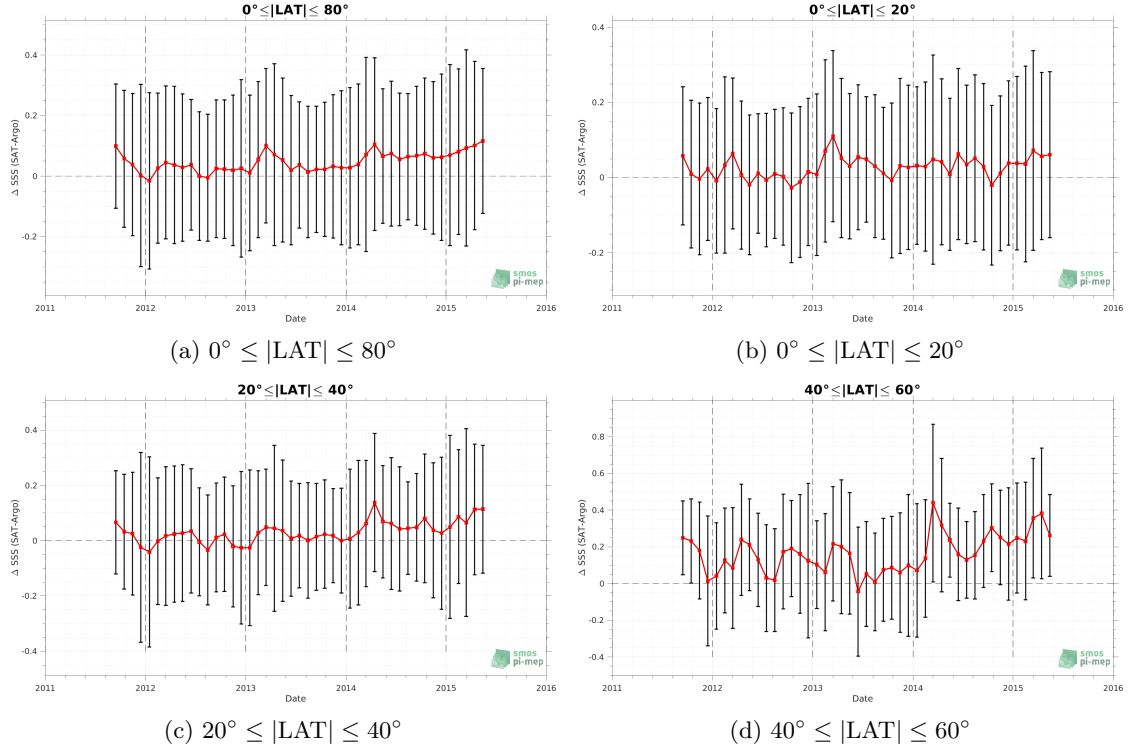 0°≤|LAT|≤ 80°
Δ SSS (SAT-Argo)
0.4
0.2
0
-0.2
2011 2012 2013 2014 2015 2016
Date
smos
pi-mep
(a) 0° ≤ |LAT| ≤ 80°
0°≤|LAT|≤ 20°
Δ SSS (SAT-Argo)
0.4
0.2
0
-0.2
2011 2012 2013 2014 2015 2016
Date
smos
pi-mep
(b) 0° ≤ |LAT| ≤ 20°
20°≤|LAT|≤ 40°
Δ SSS (SAT-Argo)
0.4
0.2
0
-0.2
-0.4
2011 2012 2013 2014 2015 2016
Date
smos
pi-mep
(c) 20° ≤ |LAT| ≤ 40°
40°≤|LAT|≤ 60°
Δ SSS (SAT-Argo)
0.8
0.6
0.4
0.2
0
-0.2
-0.4
2011 2012 2013 2014 2015 2016
Date
smos
pi-mep
(d) 40° ≤ |LAT| ≤ 60°